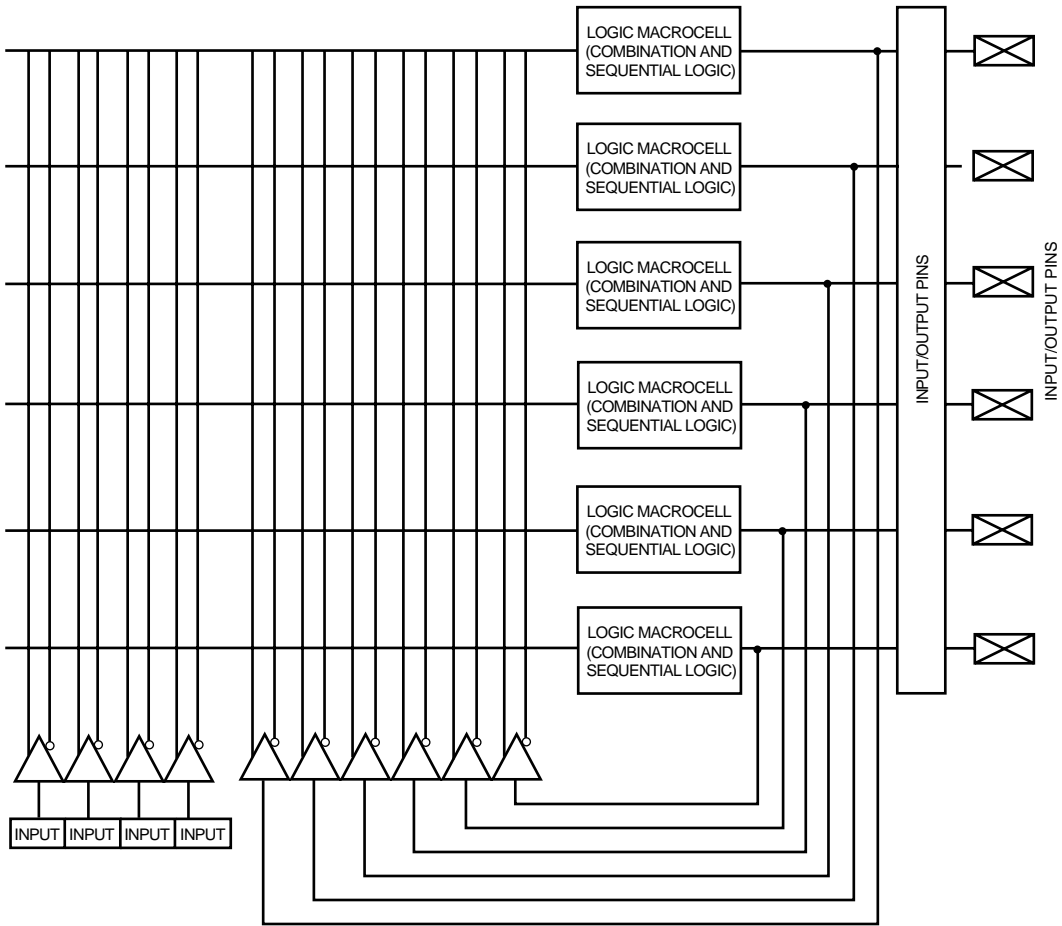 LOGIC MACROCELL
(COMBINATION AND
SEQUENTIAL LOGIC)
LOGIC MACROCELL
(COMBINATION AND
SEQUENTIAL LOGIC)
LOGIC MACROCELL
(COMBINATION AND
SEQUENTIAL LOGIC)
LOGIC MACROCELL
(COMBINATION AND
SEQUENTIAL LOGIC)
LOGIC MACROCELL
(COMBINATION AND
SEQUENTIAL LOGIC)
LOGIC MACROCELL
(COMBINATION AND
SEQUENTIAL LOGIC)
INPUT/OUTPUT PINS
INPUT/OUTPUT PINS
INPUT
INPUT
INPUT
INPUT